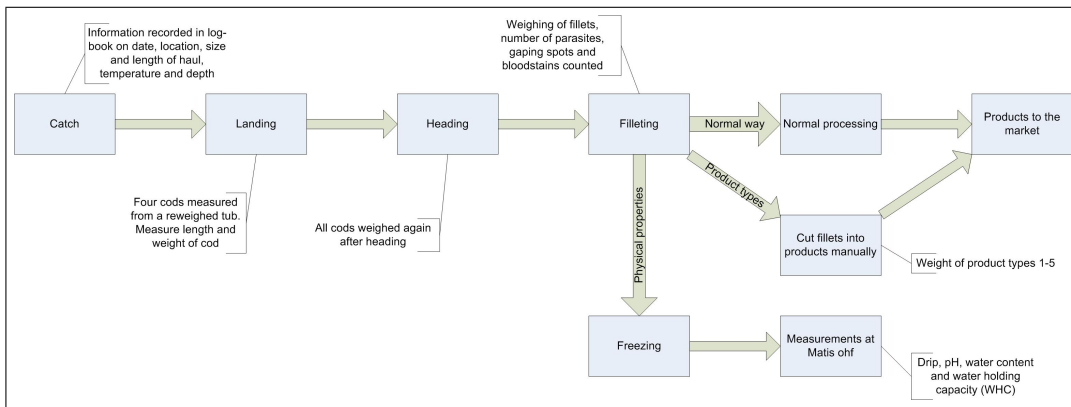 Information recorded in log-
book on date, location, size
and length of haul,
temperature and depth
Weighing of fillets,
number of parasites,
gaping spots and
bloodstains counted
Catch
Landing
Heading
Filleting
Normal way
Normal processing
Products to the
market
Four cods measured
from a reweighed tub.
Measure length and
weight of cod
All cods weighed again
after heading
Physical properties
Product types
Cut fillets into
products manually
Weight of product types 1-5
Freezing
Measurements at
Matis ohf
Drip, pH, water content
and water holding
capacity (WHC)